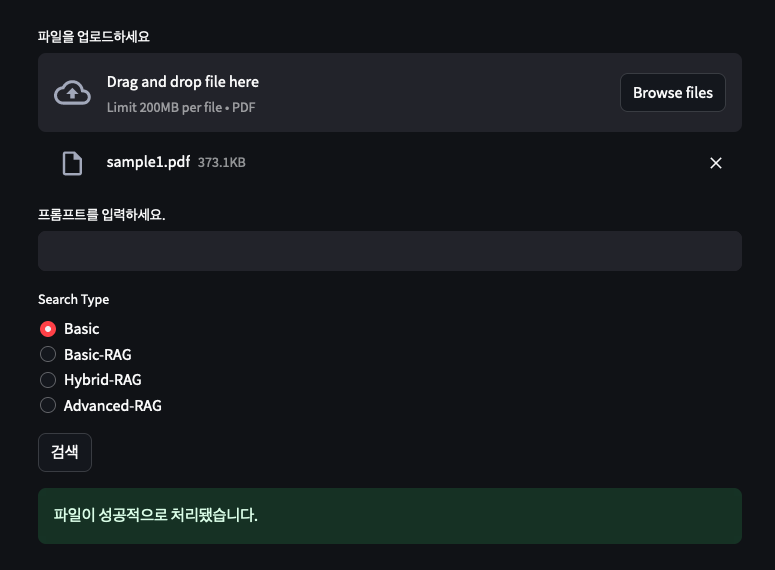 파일을 업로드하세요
Drag and drop file here
Limit 200MB per file • PDF
Browse files
sample1.pdf 373.1KB
프롬프트를 입력하세요.
Search Type
Basic
Basic-RAG
Hybrid-RAG
Advanced-RAG
검색
파일이 성공적으로 처리됐습니다.